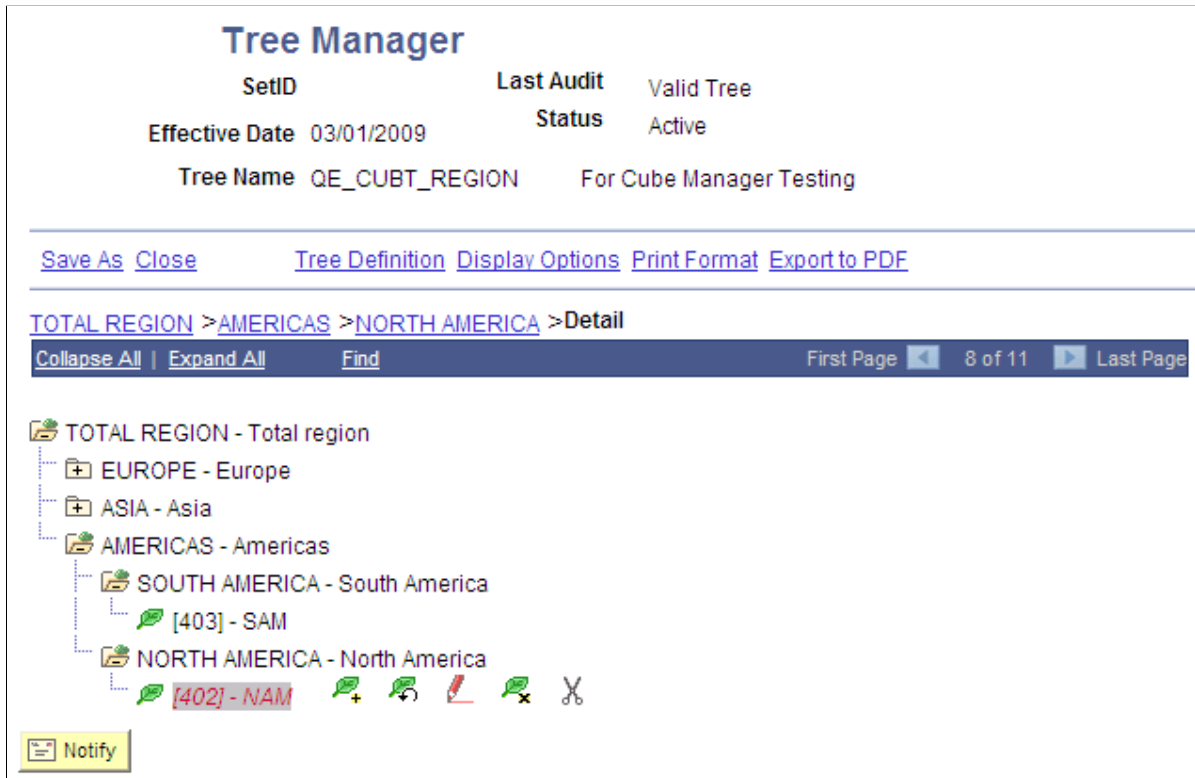 Tree Manager
SetID Last Audit Valid Tree
Effective Date 03/01/2009 Status Active
Tree Name QE_CUBT_REGION For Cube Manager Testing
Save As Close Tree Definition Display Options Print Format Export to PDF
TOTAL REGION >AMERICAS >NORTH AMERICA >Detail
Collapse All | Expand All Find First Page 8 of 11 Last Page
TOTAL REGION - Total region
EUROPE - Europe
ASIA - Asia
AMERICAS - Americas
SOUTH AMERICA - South America
[403] - SAM
NORTH AMERICA - North America
[402] - NAM
Notify